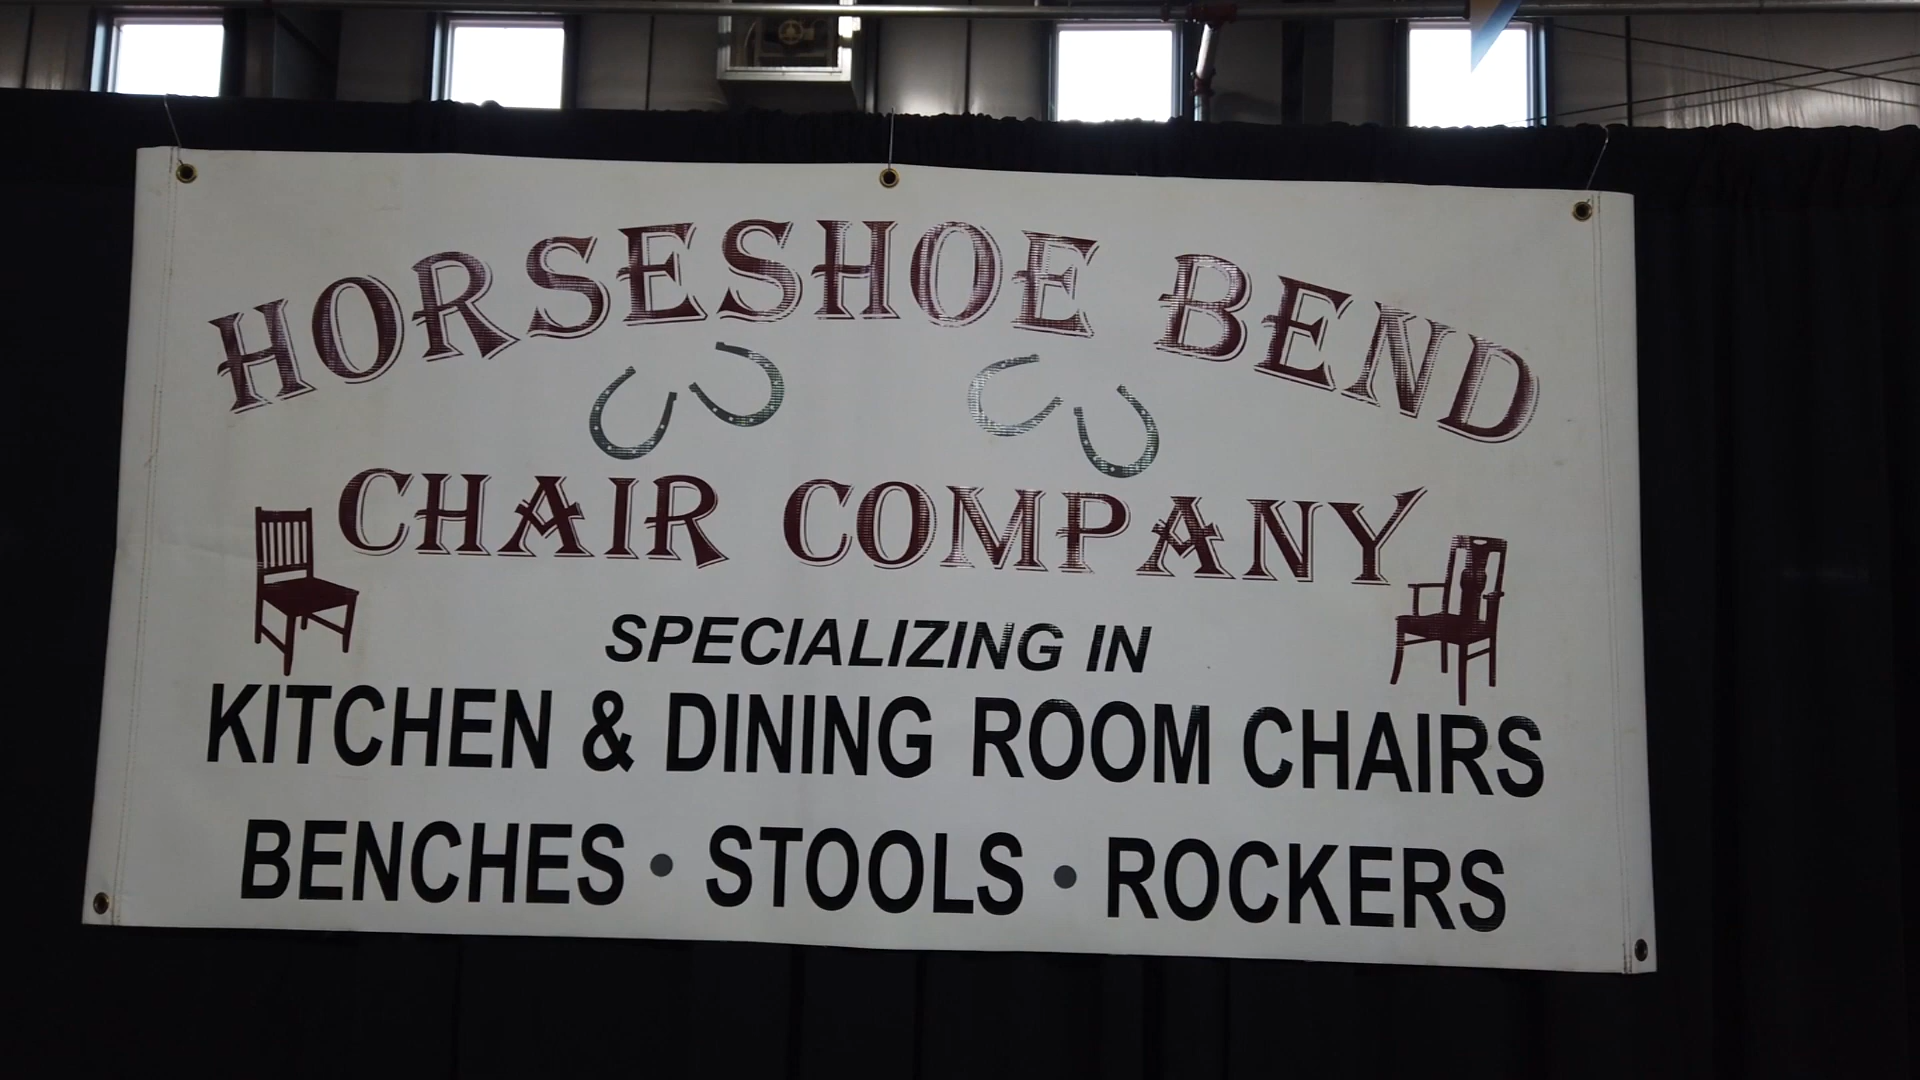 HORSESHOE BEND
CHAIR COMPANY
SPECIALIZING IN
KITCHEN & DINING ROOM CHAIRS
BENCHES • STOOLS • ROCKERS